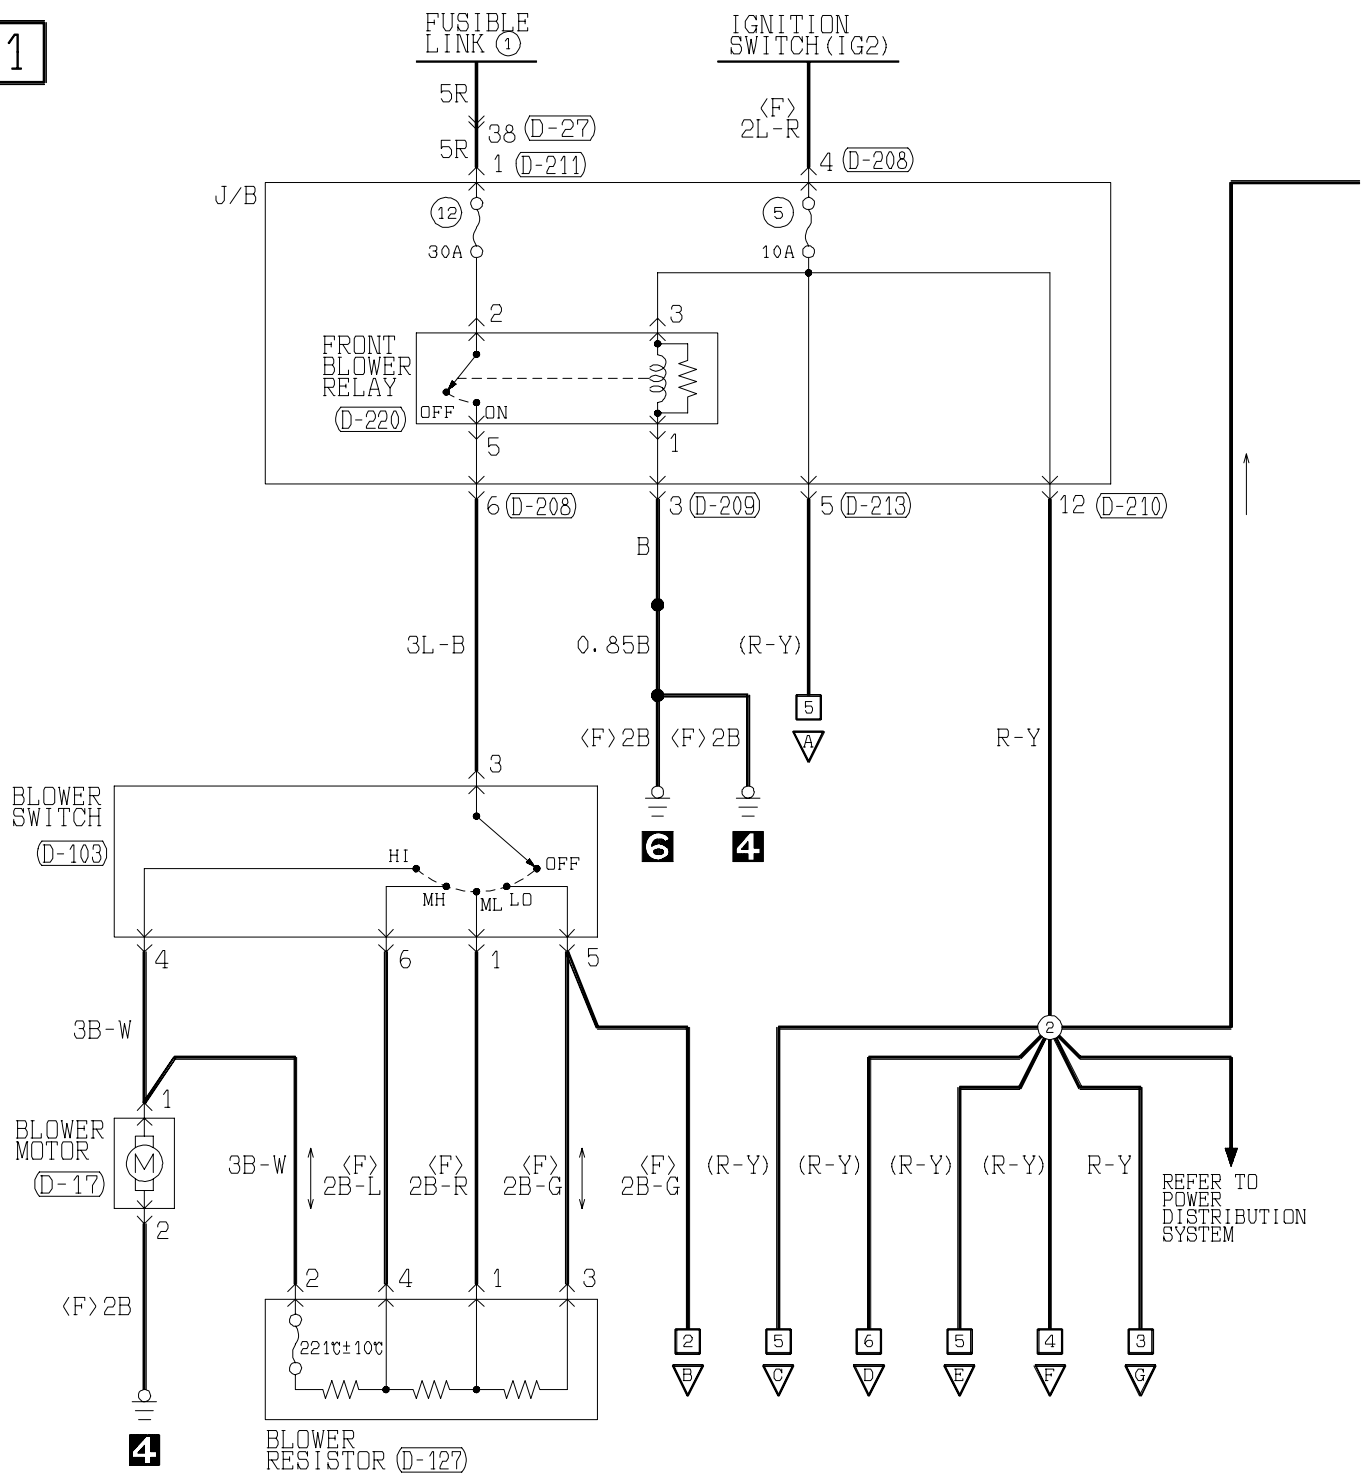 1
FUSIBLE
LINK ①
IGNITION
SWITCH(IG2)
5R
38 (D-27)
5R
1 (D-211)
<F>
2L-R
4 (D-208)
J/B
12
30A
5
10A
2
3
FRONT
BLOWER
RELAY
(D-220)
OFF
ON
5
1
6 (D-208)
3 (D-209)
5 (D-213)
12 (D-210)
B
3L-B
0.85B
(R-Y)
5
A
<F>2B
<F>2B
R-Y
6
4
3
BLOWER
SWITCH
(D-103)
HI
OFF
MH
ML
LO
4
6
1
5
3B-W
2
1
BLOWER
MOTOR
(D-17)
M
2
3B-W
<F>
2B-L
<F>
2B-R
<F>
2B-G
<F>
2B-G
(R-Y)
(R-Y)
(R-Y)
(R-Y)
R-Y
REFER TO
POWER
DISTRIBUTION
SYSTEM
<F>2B
2
4
1
3
221℃±10℃
2
5
6
5
4
3
B
C
D
E
F
G
4
BLOWER
RESISTOR (D-127)